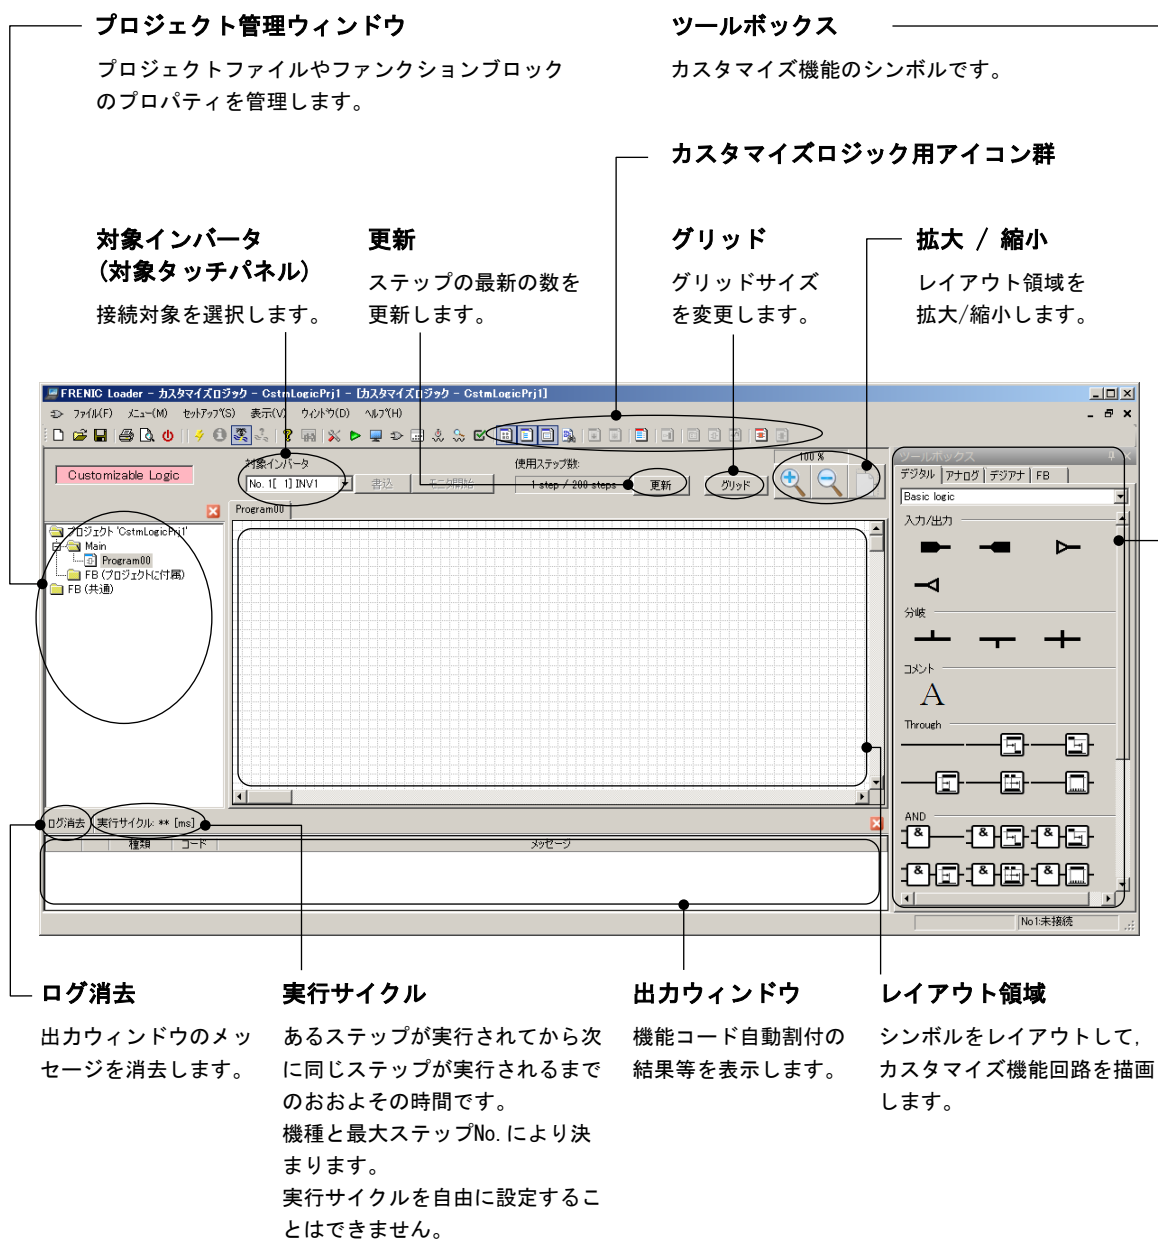 プロジェクト管理ウィンドウ
プロジェクトファイルやファンクションブロック
のプロパティを管理します。
ツールボックス
カスタマイズ機能のシンボルです。
カスタマイズロジック用アイコン群
対象インバータ
(対象タッチパネル)
接続対象を選択します。
更新
ステップの最新の数を
更新します。
グリッド
グリッドサイズ
を変更します。
拡大 / 縮小
レイアウト領域を
拡大/縮小します。
FRENIC Loader - カスタマイズロジック - CstmLogicPrj1 - [カスタマイズロジック - CstmLogicPrj1]
ファイル(F) メニュー(M) セットアップ(S) 表示(V) ウィンドウ(D) ヘルプ(H)
Customizable Logic
対象インバータ
No. 1[ 1] INV1
書込
モニタ開始
使用ステップ数:
1 step / 200 steps
更新
グリッド
100 %
ツールボックス
デジタル アナログ デジアナ FB
Basic logic
入力/出力
分岐
コメント
A
Through
AND
& & &
& & &
プロジェクト 'CstmLogicPrj1'
Main
Program00
FB (プロジェクトに付属)
FB (共通)
Program00
ログ消去
実行サイクル: ** [ms]
種類 コード メッセージ
No1:未接続
ログ消去
出力ウィンドウのメッ
セージを消去します。
実行サイクル
あるステップが実行されてから次
に同じステップが実行されるまで
のおおよその時間です。
機種と最大ステップNo.により決
まります。
実行サイクルを自由に設定するこ
とはできません。
出力ウィンドウ
機能コード自動割付の
結果等を表示します。
レイアウト領域
シンボルをレイアウトして,
カスタマイズ機能回路を描画
します。